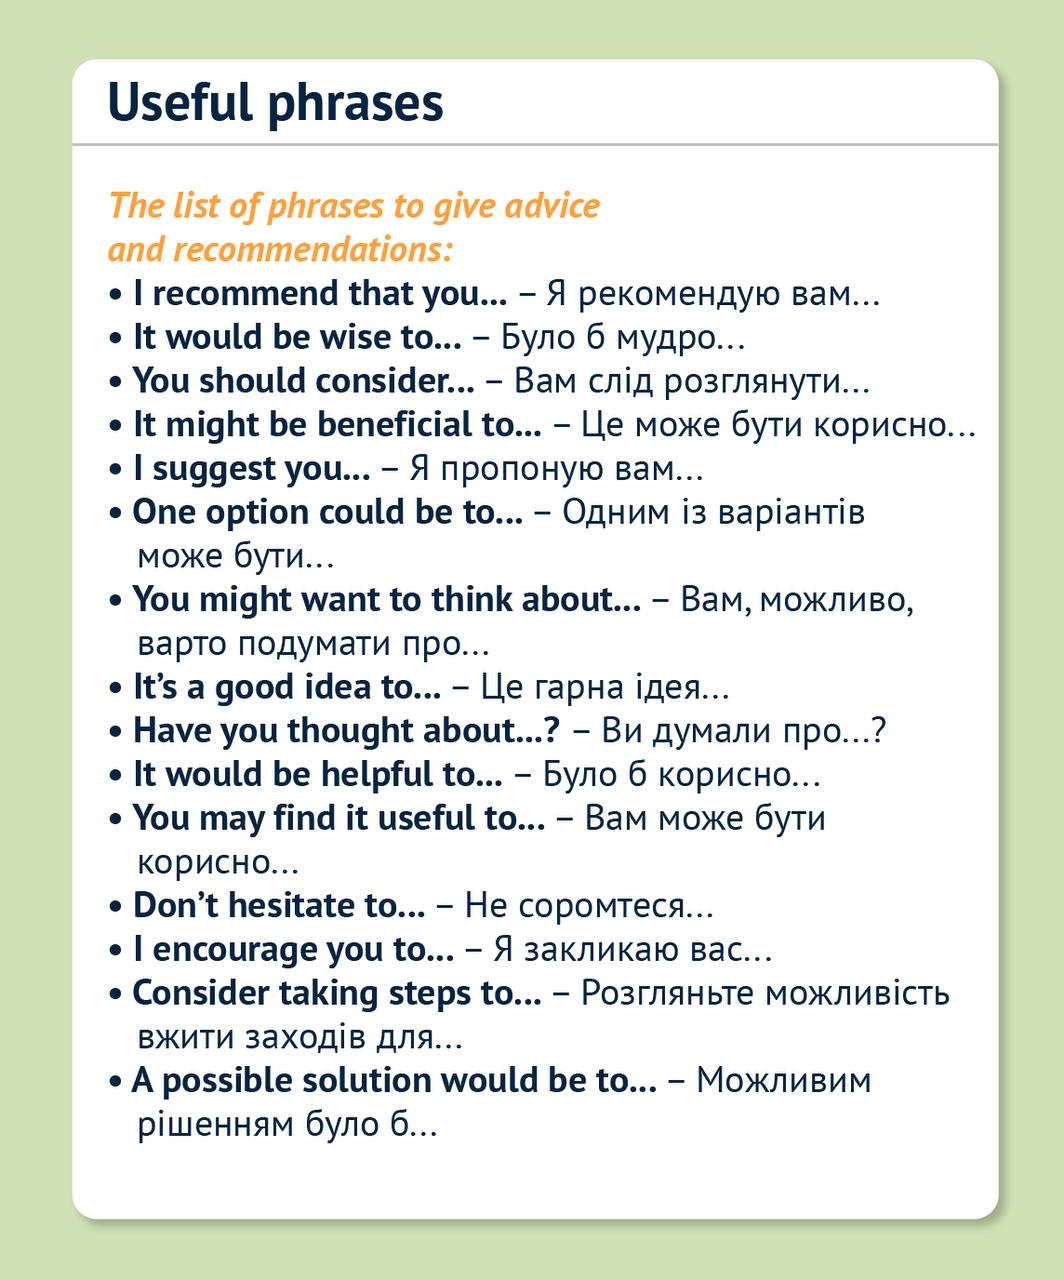 Useful phrases
The list of phrases to give advice
and recommendations:
• I recommend that you... – Я рекомендую вам...
• It would be wise to... – Було б мудро...
• You should consider... – Вам слід розглянути...
• It might be beneficial to... – Це може бути корисно...
• I suggest you... – Я пропоную вам...
• One option could be to... – Одним із варіантів
може бути...
• You might want to think about... – Вам, можливо,
варто подумати про...
• It’s a good idea to... – Це гарна ідея...
• Have you thought about...? – Ви думали про...?
• It would be helpful to... – Було б корисно...
• You may find it useful to... – Вам може бути
корисно...
• Don’t hesitate to... – Не соромтеся...
• I encourage you to... – Я закликаю вас...
• Consider taking steps to... – Розгляньте можливість
вжити заходів для...
• A possible solution would be to... – Можливим
рішенням було б...